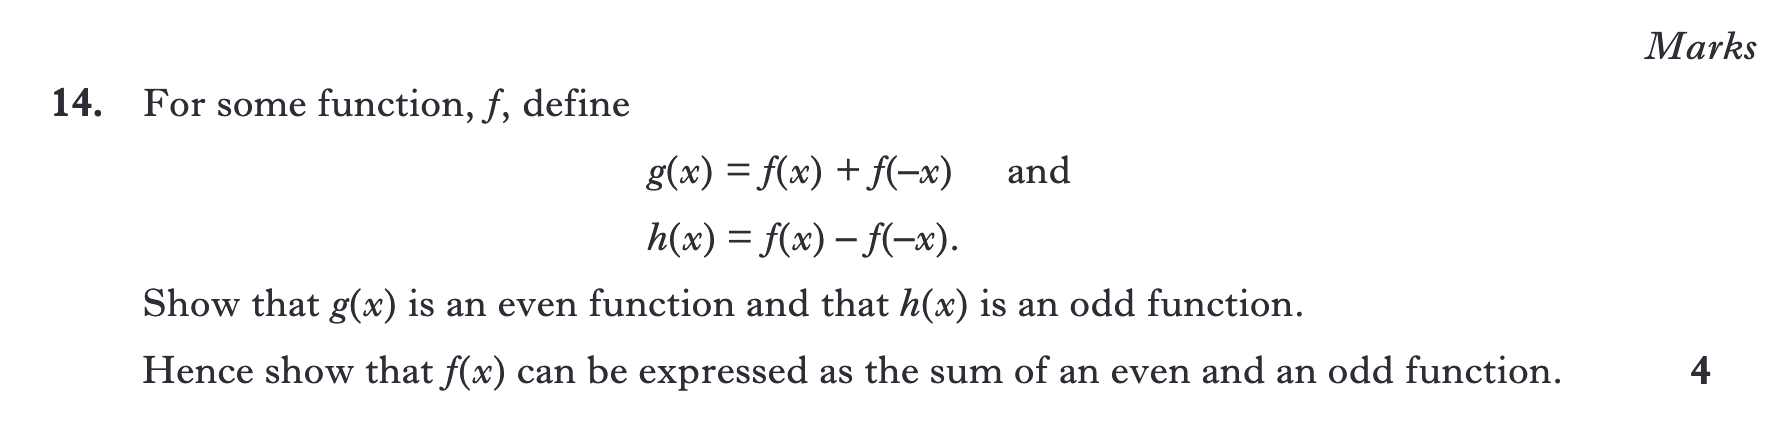 Marks
14. For some function, f, define
g(x) = f(x) + f(–x) and
h(x) = f(x) – f(–x).
Show that g(x) is an even function and that h(x) is an odd function.
Hence show that f(x) can be expressed as the sum of an even and an odd function. 4